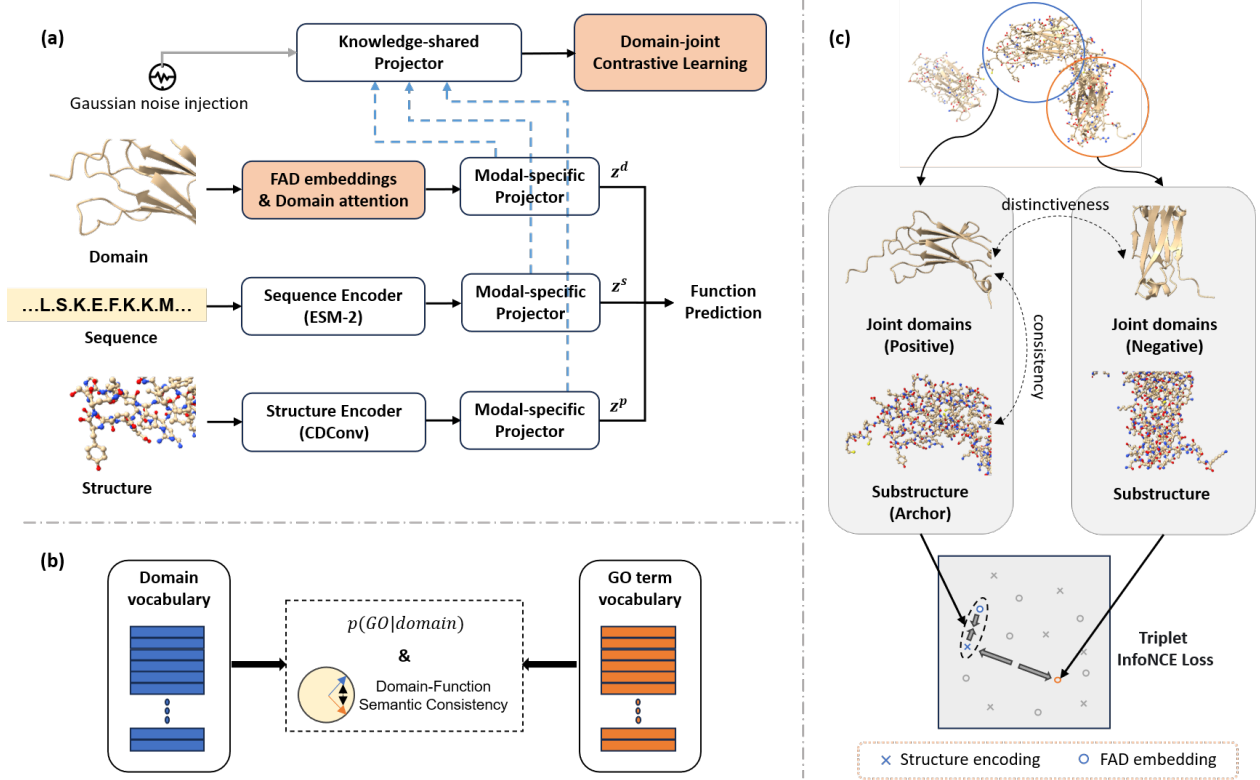 (a)
Knowledge-shared
Projector
Domain-joint
Contrastive Learning
Gaussian noise injection
FAD embeddings
& Domain attention
Modal-specific
Projector
z^d
Domain
...L.S.K.E.F.K.K.M...
Sequence
Sequence Encoder
(ESM-2)
Modal-specific
Projector
z^s
Function
Prediction
Structure Encoder
(CDConv)
Modal-specific
Projector
z^p
Structure
(b)
Domain
vocabulary
p(GO|domain)
&
Domain-Function
Semantic Consistency
GO term
vocabulary
(c)
distinctiveness
consistency
Joint domains
(Positive)
Joint domains
(Negative)
Substructure
(Archor)
Substructure
Triplet
InfoNCE Loss
Structure encoding
FAD embedding